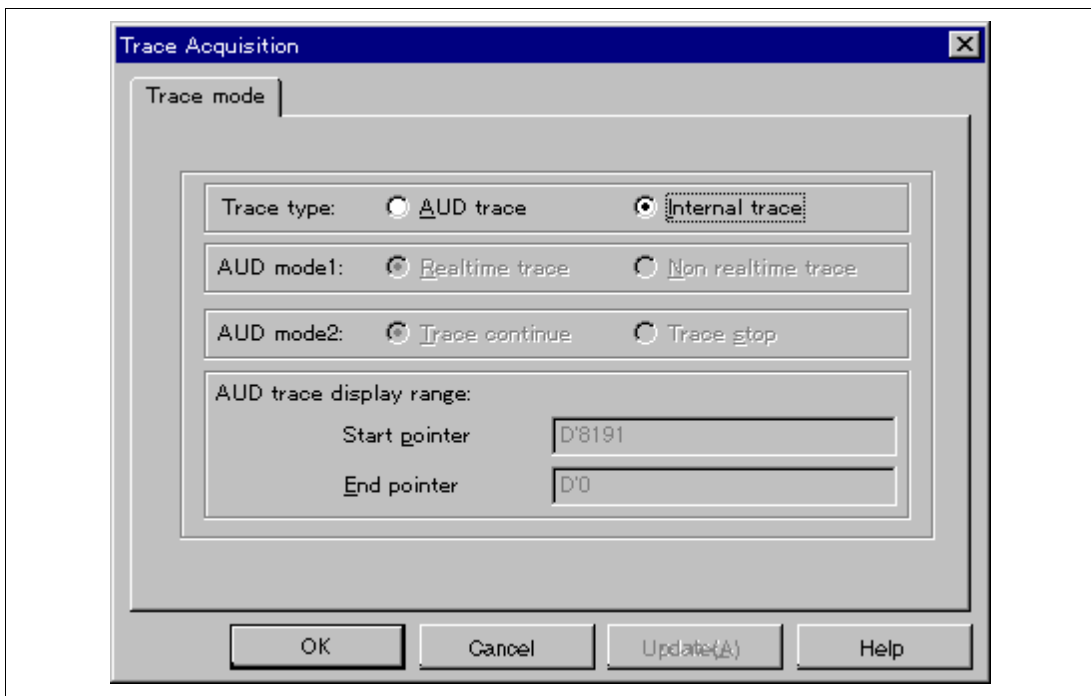 Trace Acquisition
Trace mode
Trace type: AUD trace Internal trace
AUD mode1: Realtime trace Non realtime trace
AUD mode2: Trace continue Trace stop
AUD trace display range:
Start pointer D'8191
End pointer D'0
OK Cancel Update(A) Help